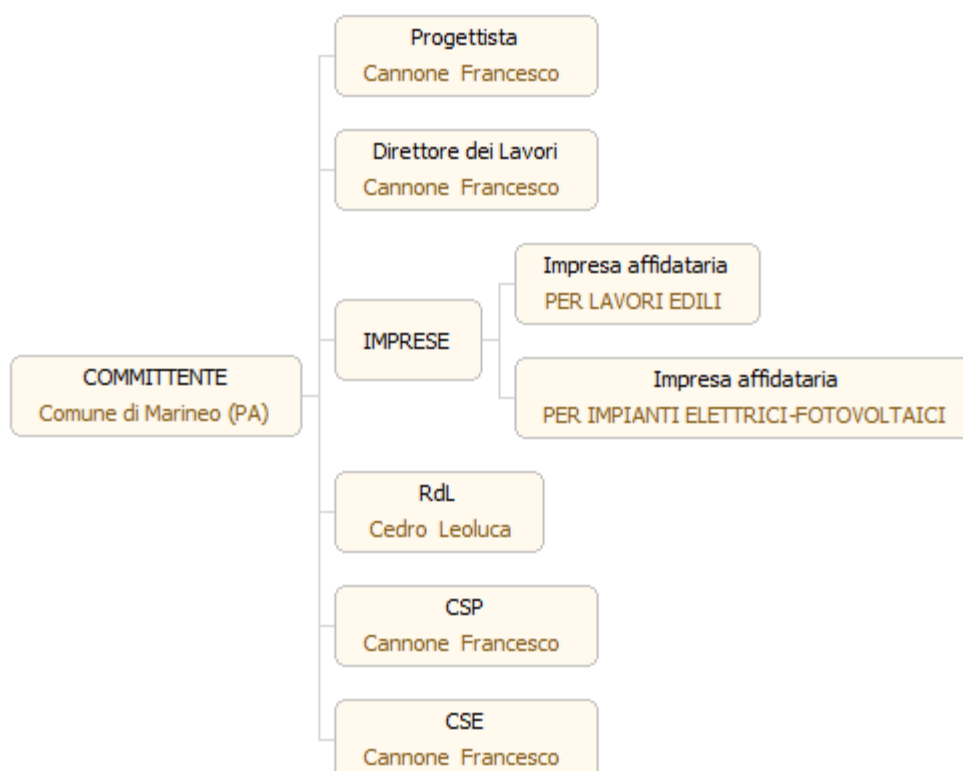 Progettista
Cannone Francesco
Direttore dei Lavori
Cannone Francesco
Impresa affidataria
PER LAVORI EDILI
IMPRESE
COMMITTENTE
Comune di Marineo (PA)
Impresa affidataria
PER IMPIANTI ELETTRICI-FOTOVOLTAICI
RdL
Cedro Leoluca
CSP
Cannone Francesco
CSE
Cannone Francesco